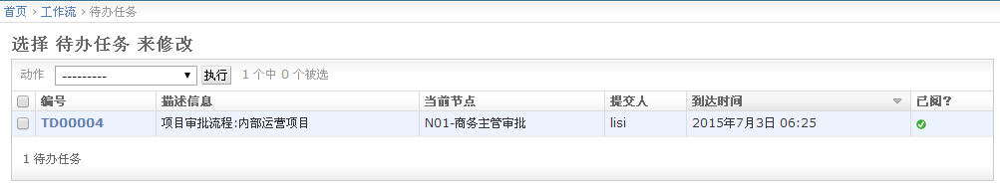 首页 › 工作流 › 待办任务
选择 待办任务 来修改
动作 --------- 执行 1 个中 0 个被选
编号 描述信息 当前节点 提交人 到达时间 已阅?
TD00004 项目审批流程:内部运营项目 N01-商务主管审批 lisi 2015年7月3日 06:25
1 待办任务